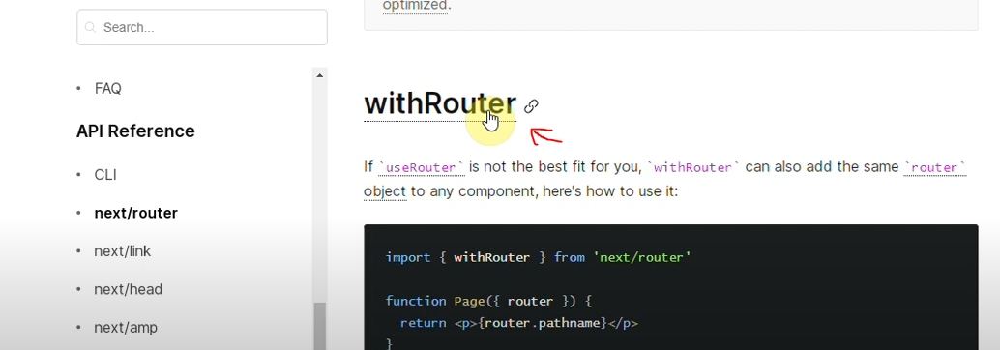 optimized.
Search...
FAQ
API Reference
CLI
next/router
next/link
next/head
next/amp
withRouter
If `useRouter` is not the best fit for you, `withRouter` can also add the same `router`
object to any component, here's how to use it:
import { withRouter } from 'next/router'
function Page({ router }) {
return <p>{router.pathname}</p>
}